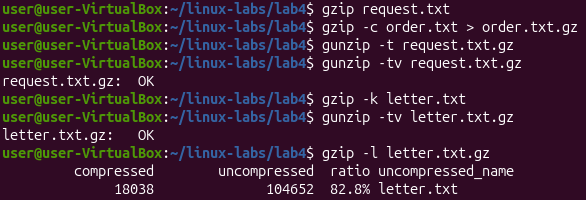 user@user-VirtualBox:~/linux-labs/lab4$ gzip request.txt
user@user-VirtualBox:~/linux-labs/lab4$ gzip -c order.txt > order.txt.gz
user@user-VirtualBox:~/linux-labs/lab4$ gunzip -t request.txt.gz
user@user-VirtualBox:~/linux-labs/lab4$ gunzip -tv request.txt.gz
request.txt.gz:  OK
user@user-VirtualBox:~/linux-labs/lab4$ gzip -k letter.txt
user@user-VirtualBox:~/linux-labs/lab4$ gunzip -tv letter.txt.gz
letter.txt.gz:   OK
user@user-VirtualBox:~/linux-labs/lab4$ gzip -l letter.txt.gz
         compressed        uncompressed  ratio uncompressed_name
              18038              104652  82.8% letter.txt